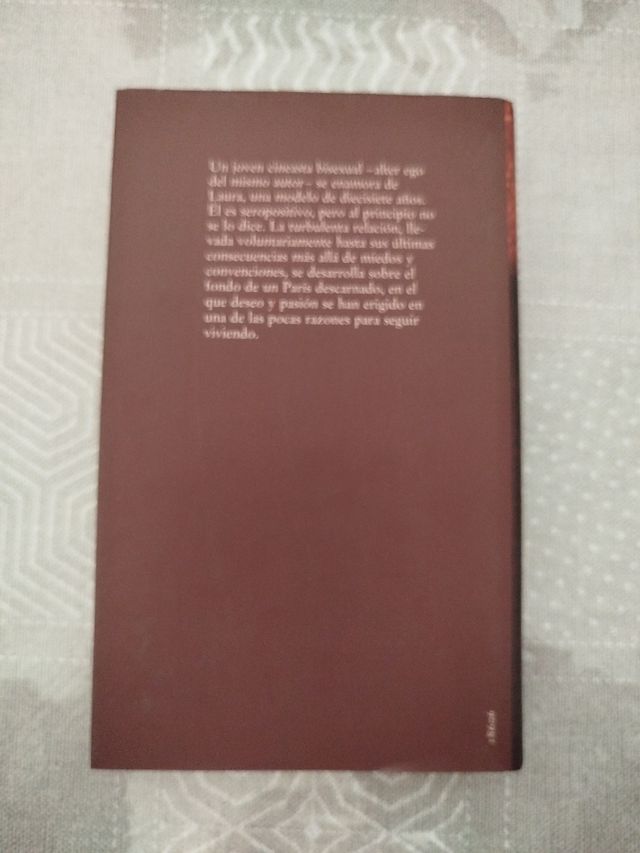 Un joven cineasta bisexual –alter ego
del mismo autor– se enamora de
Laura, una modelo de diecisiete años.
Él es seropositivo, pero al principio no
se lo dice. La turbulenta relación, lle-
vada voluntariamente hasta sus últimas
consecuencias más allá de miedos y
convenciones, se desarrolla sobre el
fondo de un París descarnado, en el
que deseo y pasión se han erigido en
una de las pocas razones para seguir
viviendo.